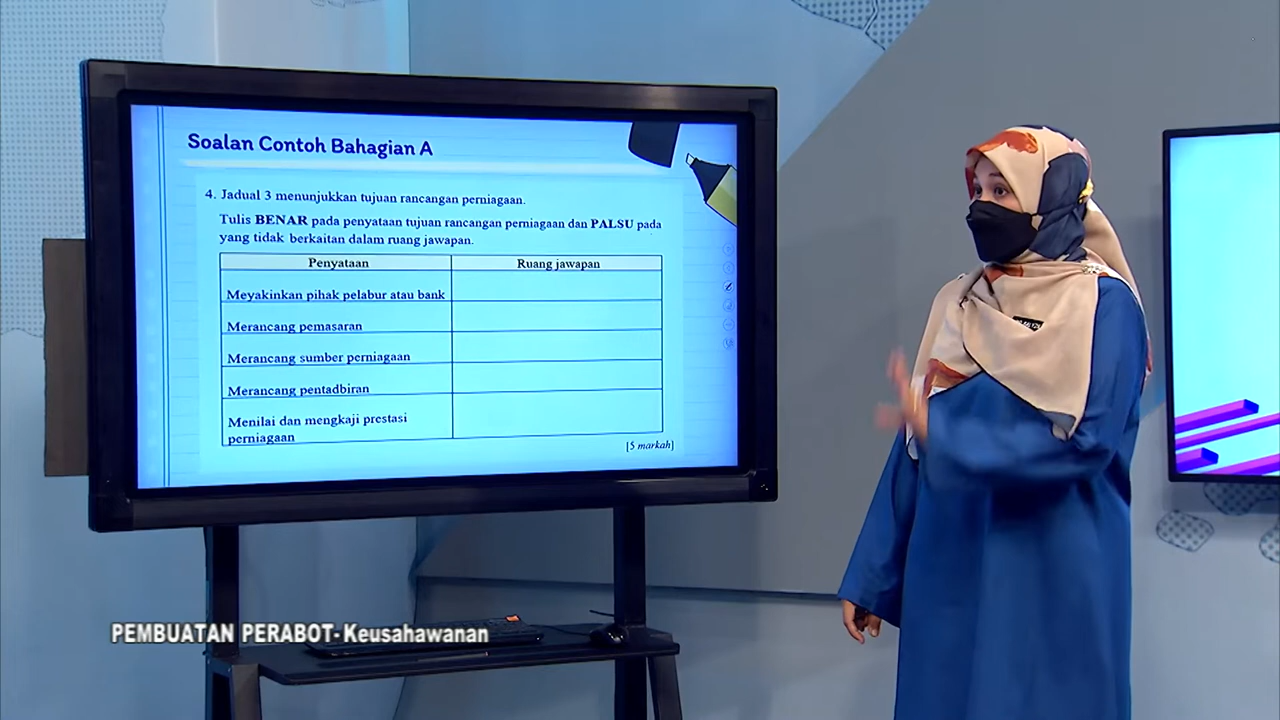 Soalan Contoh Bahagian A
4. Jadual 3 menunjukkan tujuan rancangan perniagaan.
Tulis BENAR pada penyataan tujuan rancangan perniagaan dan PALSU pada
yang tidak berkaitan dalam ruang jawapan.
Penyataan Ruang jawapan
Meyakinkan pihak pelabur atau bank
Merancang pemasaran
Merancang sumber perniagaan
Merancang pentadbiran
Menilai dan mengkaji prestasi
perniagaan
[5 markah]
PEMBUATAN PERABOT- Keusahawanan